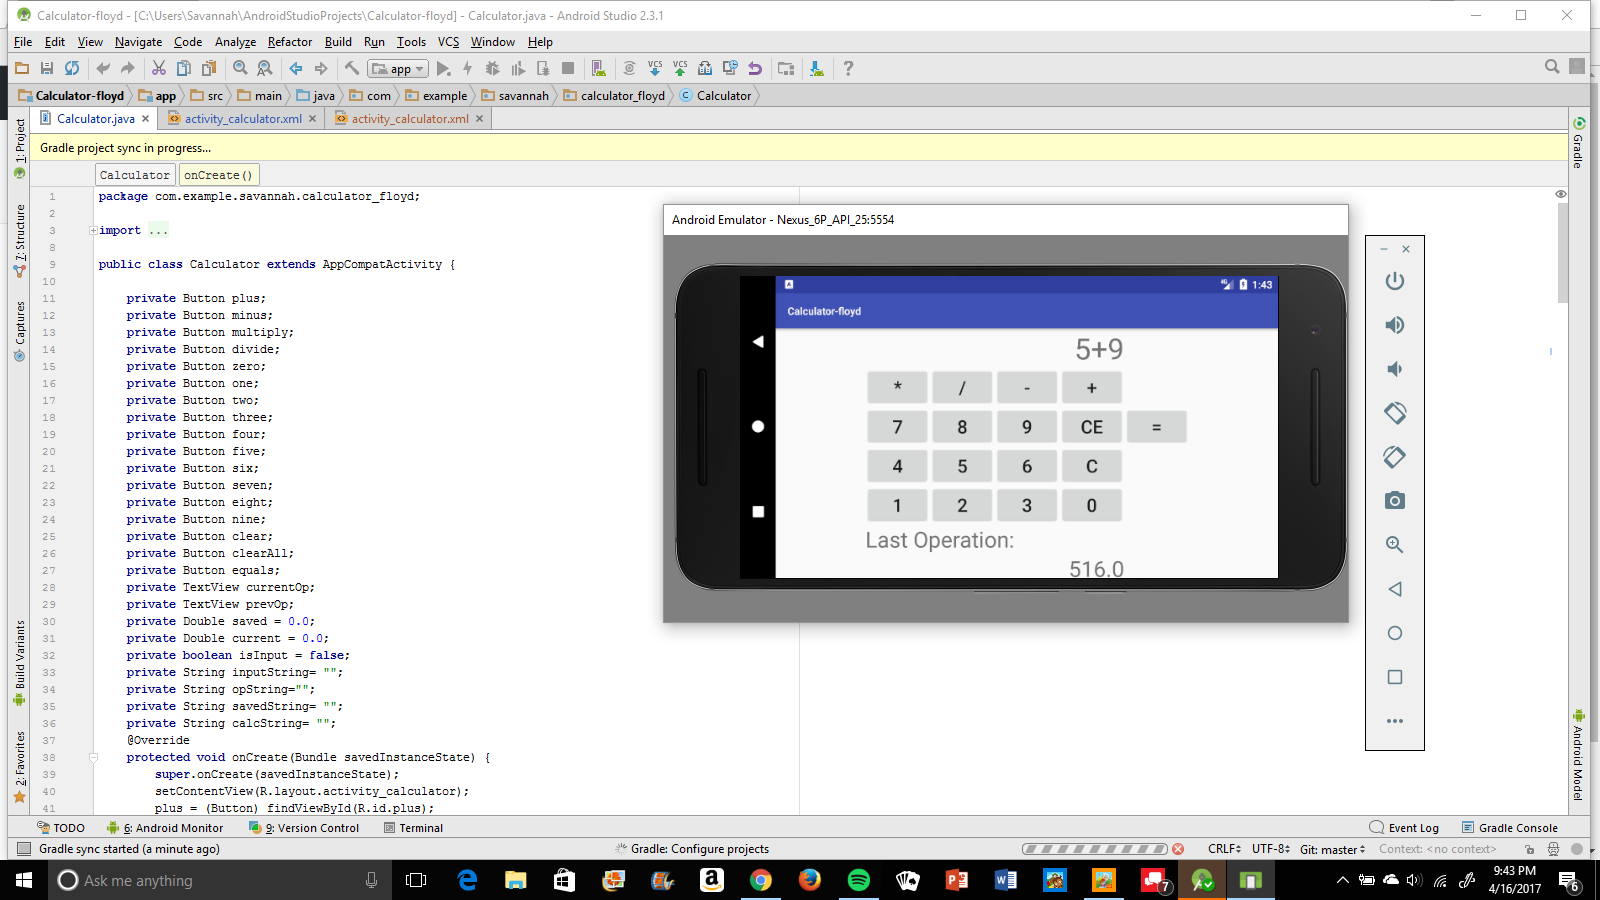 Calculator-floyd - [C:\Users\Savannah\AndroidStudioProjects\Calculator-floyd] - Calculator.java - Android Studio 2.3.1
File Edit View Navigate Code Analyze Refactor Build Run Tools VCS Window Help
app
VCS VCS
Calculator-floyd app src main java com example savannah calculator_floyd Calculator
Calculator.java activity_calculator.xml activity_calculator.xml
Gradle project sync in progress...
Calculator onCreate()
1 package com.example.savannah.calculator_floyd;
2
3 import ...
8
9 public class Calculator extends AppCompatActivity {
10
11 private Button plus;
12 private Button minus;
13 private Button multiply;
14 private Button divide;
15 private Button zero;
16 private Button one;
17 private Button two;
18 private Button three;
19 private Button four;
20 private Button five;
21 private Button six;
22 private Button seven;
23 private Button eight;
24 private Button nine;
25 private Button clear;
26 private Button clearAll;
27 private Button equals;
28 private TextView currentOp;
29 private TextView prevOp;
30 private Double saved = 0.0;
31 private Double current = 0.0;
32 private boolean isInput = false;
33 private String inputString= "";
34 private String opString="";
35 private String savedString= "";
36 private String calcString= "";
37 @Override
38 protected void onCreate(Bundle savedInstanceState) {
39 super.onCreate(savedInstanceState);
40 setContentView(R.layout.activity_calculator);
41 plus = (Button) findViewById(R.id.plus);
1: Project
7: Structure
Captures
Build Variants
2: Favorites
Android Emulator - Nexus_6P_API_25:5554
1:43
Calculator-floyd
5+9
* / - +
7 8 9 CE =
4 5 6 C
1 2 3 0
Last Operation:
516.0
Gradle
Android Model
TODO 6: Android Monitor 9: Version Control Terminal Event Log Gradle Console
Gradle sync started (a minute ago) Gradle: Configure projects CRLF UTF-8 Git: master Context: <no context>
Ask me anything
7
9:43 PM
4/16/2017
6